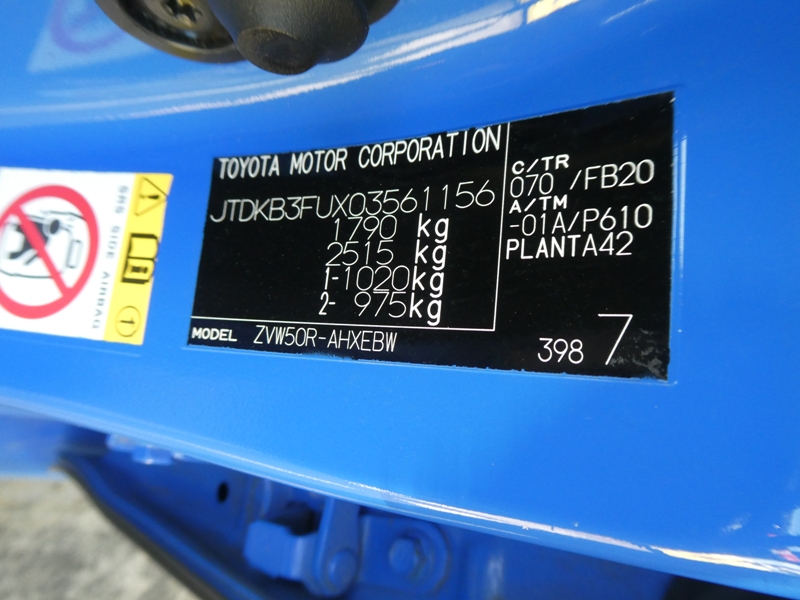 TOYOTA MOTOR CORPORATION
JTDKB3FUX03561156
1790 kg
2515 kg
1-1020kg
2- 975kg
MODEL ZVW50R-AHXEBW
C/TR
070 /FB20
A/TM
-01A/P610
PLANTA42
398 7
SRS SIDE AIRBAG
1